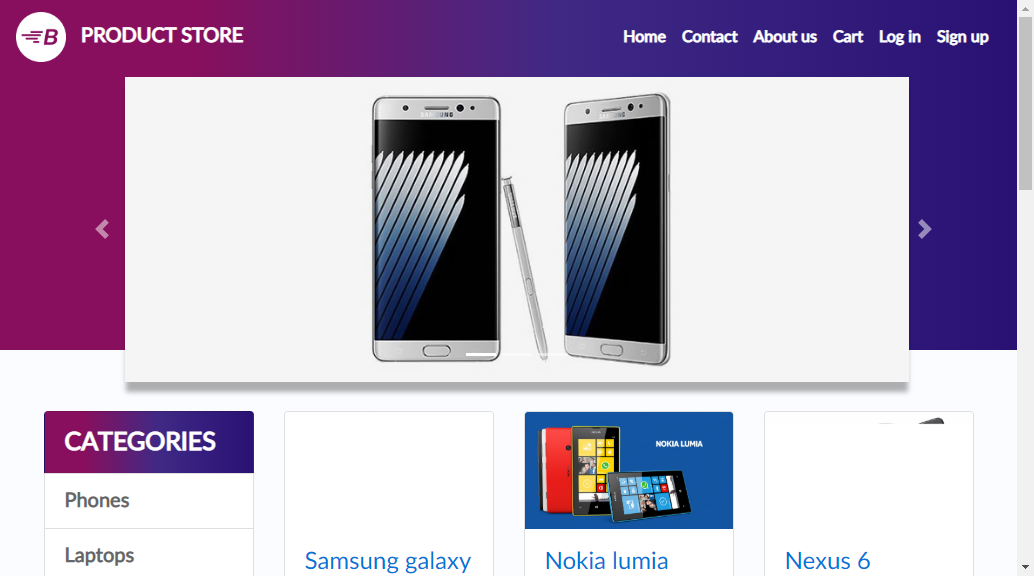 B PRODUCT STORE
Home Contact About us Cart Log in Sign up
SAMSUNG SAMSUNG
CATEGORIES
Phones
Laptops
NOKIA LUMIA
Samsung galaxy
Nokia lumia
Nexus 6